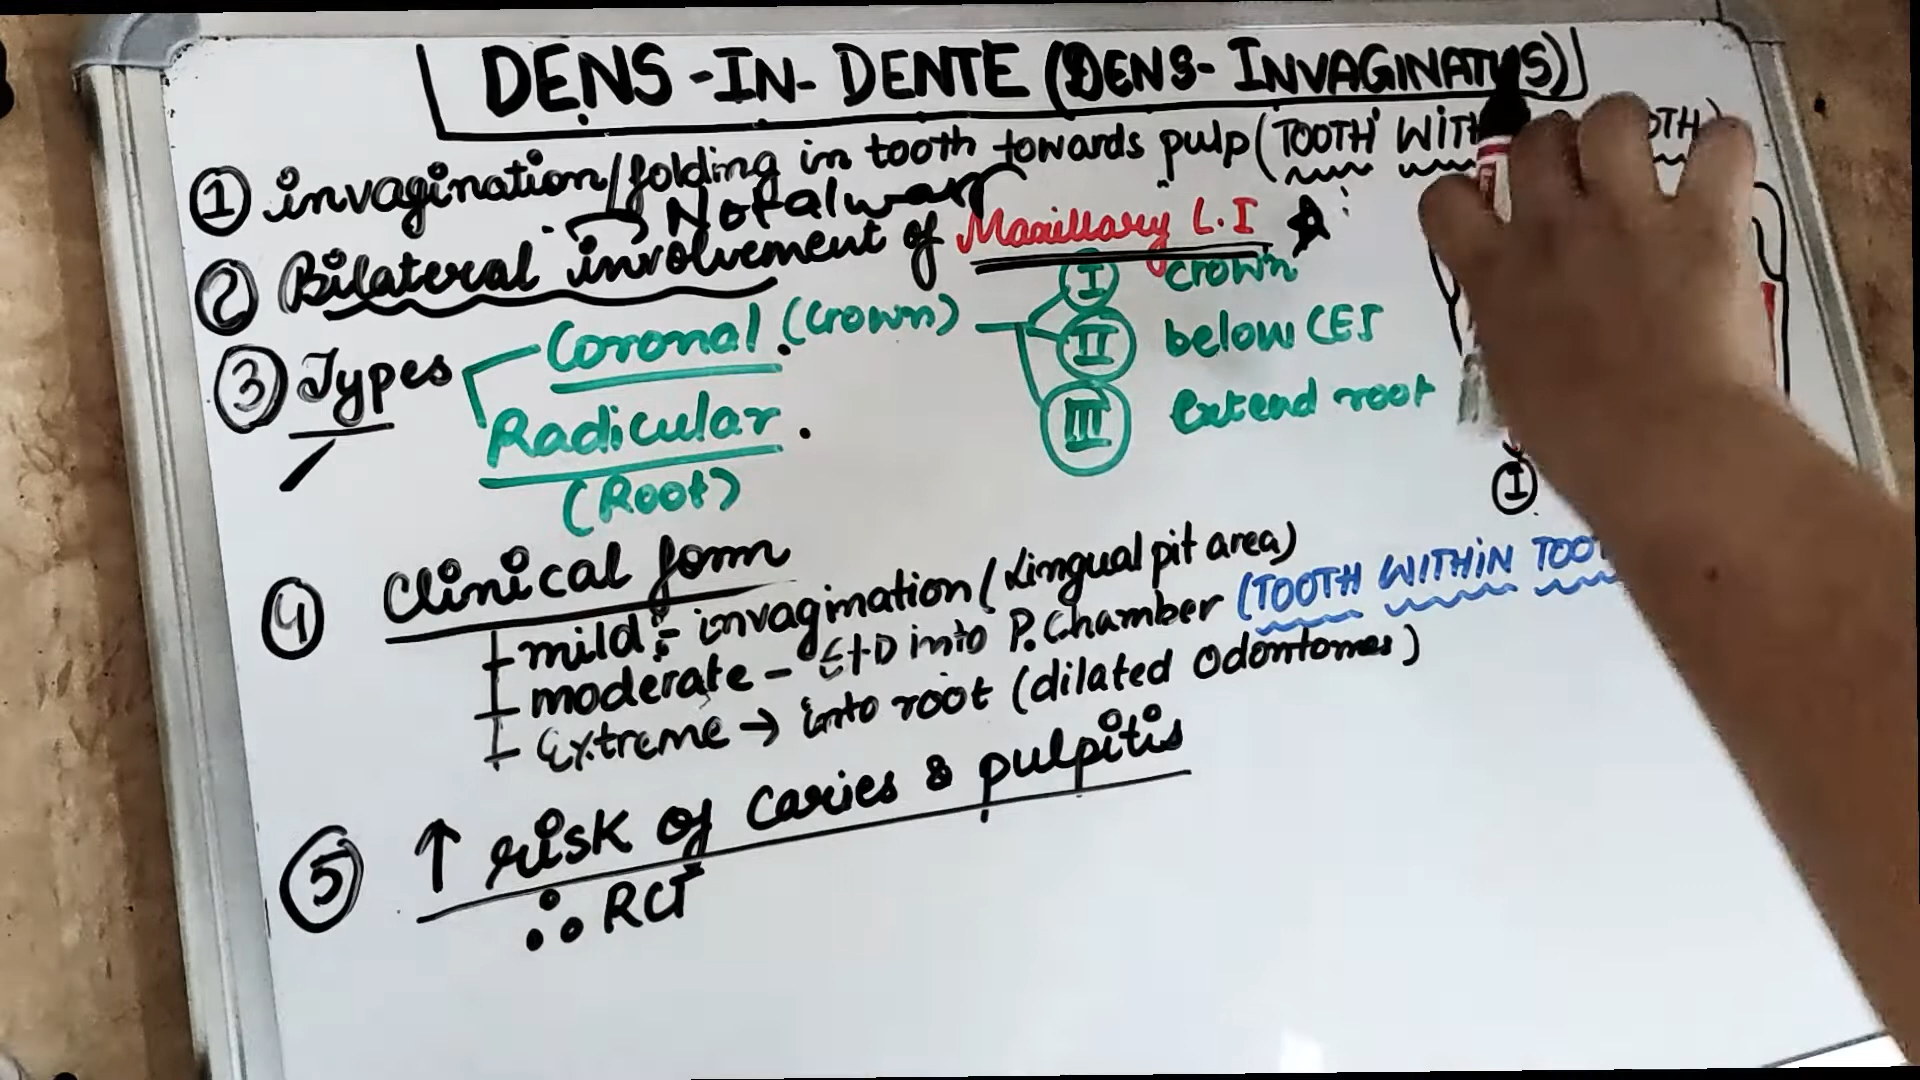 DENS-IN-DENTE (DENS-INVAGINATUS)
① invagination/folding in tooth towards pulp (TOOTH WITH
Not always
② Bilateral involvement of Maxillary L.I
③ Types Coronal (Crown) I crown
II below CEJ
Radicular III Extend root
(Root)
I
④ Clinical form
mild :- invagination (Lingual pit area)
moderate - E+D into P. Chamber (TOOTH WITHIN TOO
Extreme → into root (dilated Odontomes)
⑤ ↑ risk of Caries & pulpitis
∴ RCT